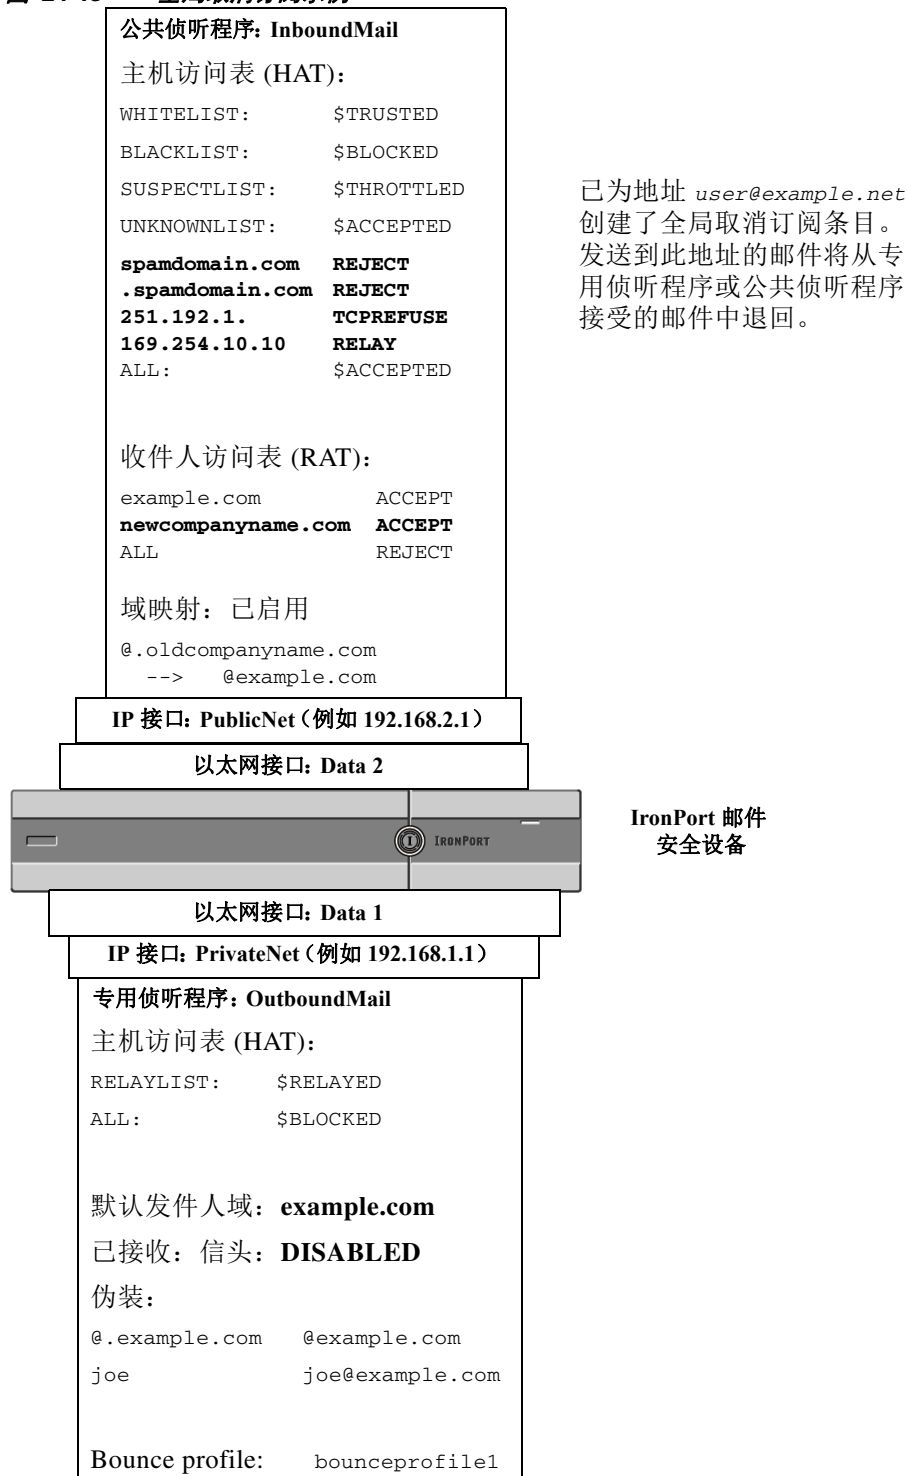 公共侦听程序: InboundMail
主机访问表 (HAT):
WHITELIST: $TRUSTED
BLACKLIST: $BLOCKED
SUSPECTLIST: $THROTTLED
UNKNOWNLIST: $ACCEPTED
spamdomain.com REJECT
.spamdomain.com REJECT
251.192.1. TCPREFUSE
169.254.10.10 RELAY
ALL: $ACCEPTED
已为地址 user@example.net
创建了全局取消订阅条目。
发送到此地址的邮件将从专
用侦听程序或公共侦听程序
接受的邮件中退回。
收件人访问表 (RAT):
example.com ACCEPT
newcompanyname.com ACCEPT
ALL REJECT
域映射：已启用
@.oldcompanyname.com
--> @example.com
IP 接口: PublicNet（例如 192.168.2.1）
以太网接口: Data 2
IRONPORT
IronPort 邮件
安全设备
以太网接口: Data 1
IP 接口: PrivateNet（例如 192.168.1.1）
专用侦听程序: OutboundMail
主机访问表 (HAT):
RELAYLIST: $RELAYED
ALL: $BLOCKED
默认发件人域：example.com
已接收：信头：DISABLED
伪装：
@.example.com @example.com
joe joe@example.com
Bounce profile: bounceprofile1